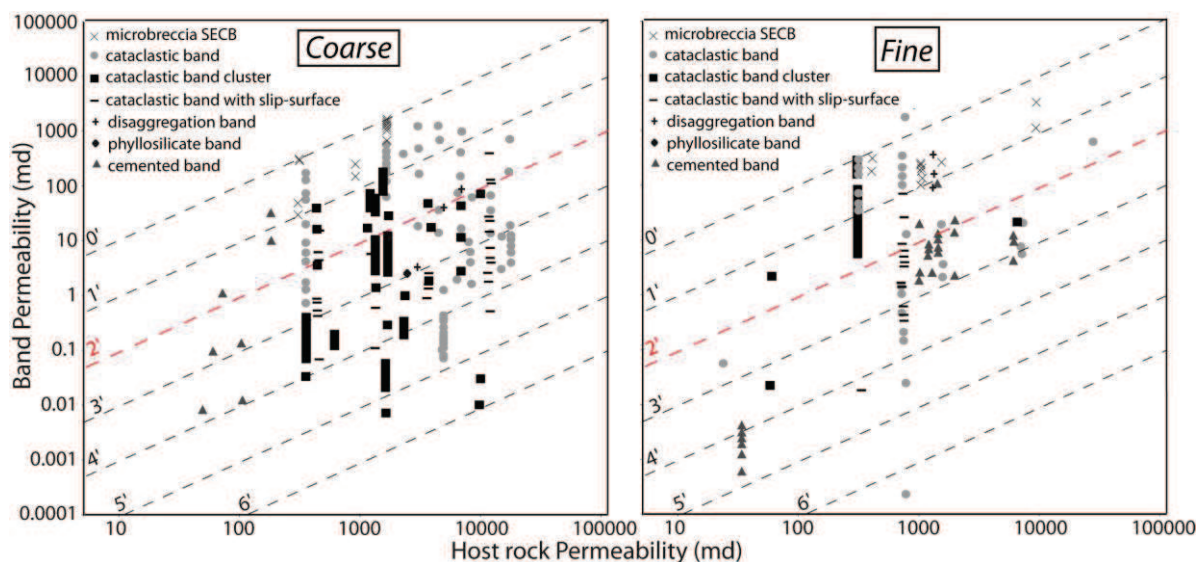 Band Permeability (md)
100000
10000
1000
100
10
1
0.1
0.01
0.001
0.0001
Coarse
microbreccia SECB
cataclastic band
cataclastic band cluster
cataclastic band with slip-surface
disaggregation band
phyllosilicate band
cemented band
0'
1'
2'
3'
4'
5'
6'
10
100
1000
10000
100000
Fine
microbreccia SECB
cataclastic band
cataclastic band cluster
cataclastic band with slip-surface
disaggregation band
phyllosilicate band
cemented band
0'
1'
2'
3'
4'
5'
6'
10
100
1000
10000
100000
Host rock Permeability (md)